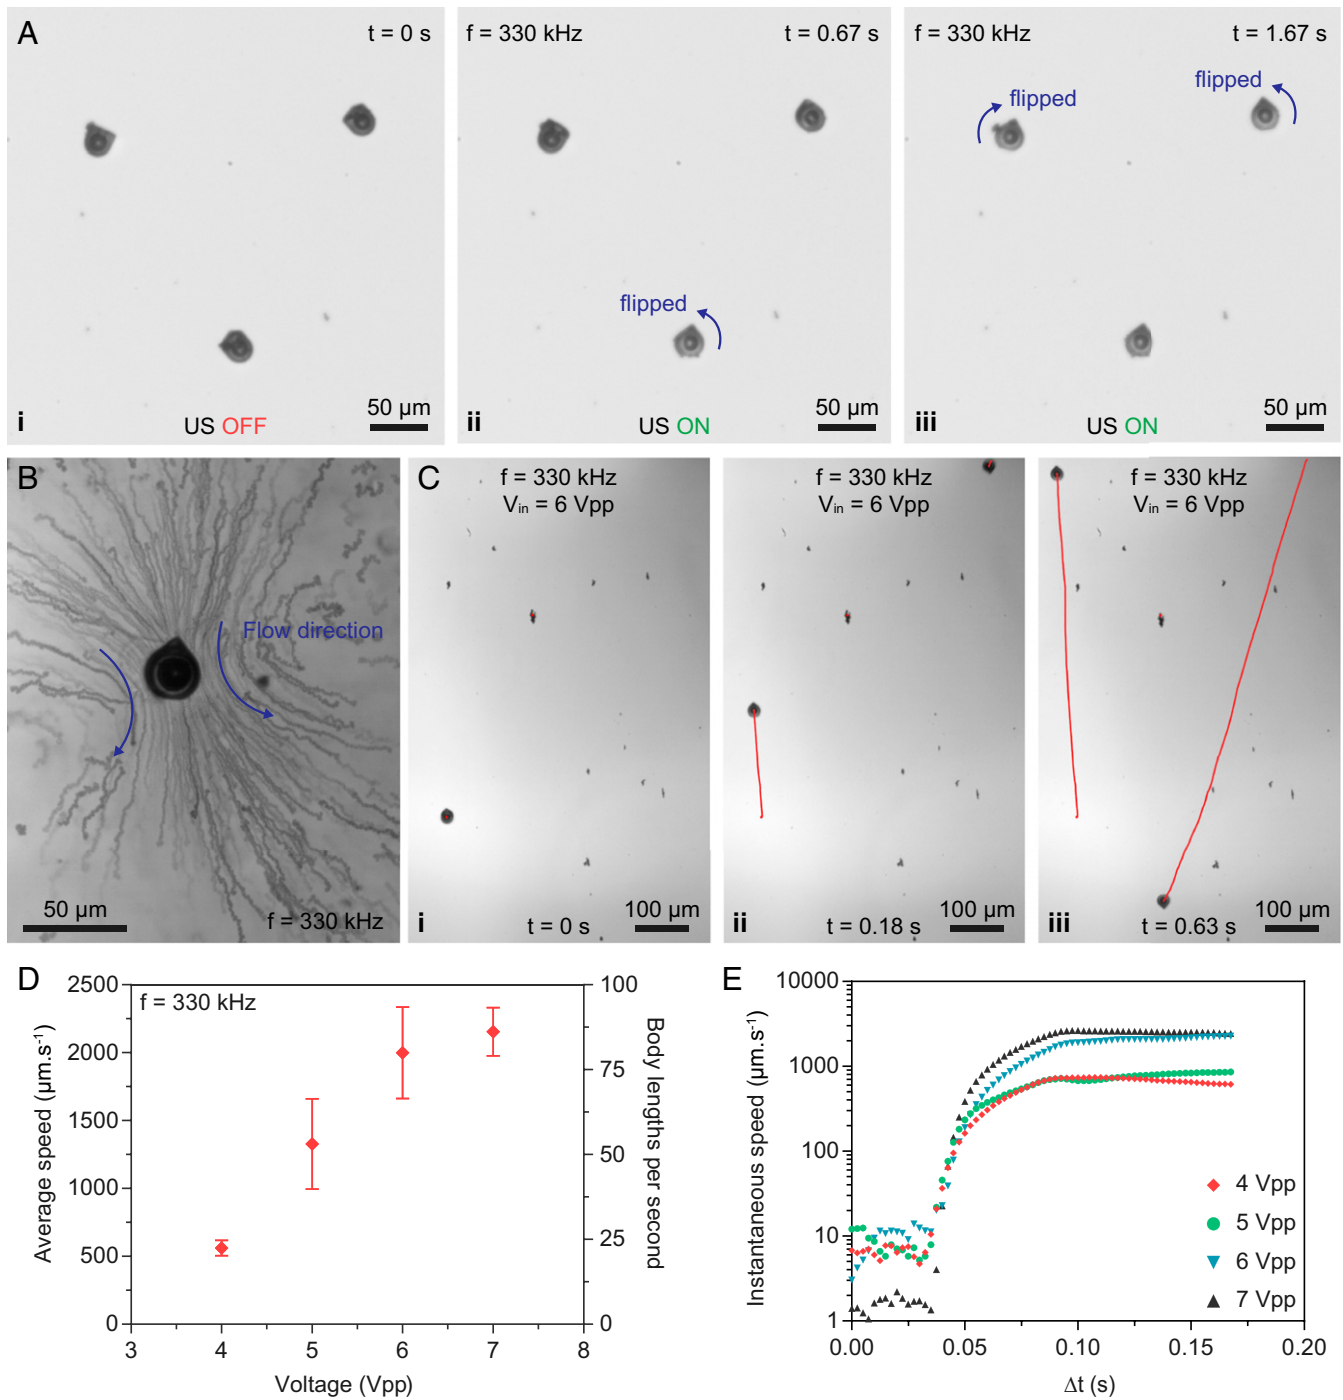 A
t = 0 s
i
US OFF
50 µm
f = 330 kHz
t = 0.67 s
flipped
ii
US ON
50 µm
f = 330 kHz
t = 1.67 s
flipped
flipped
iii
US ON
50 µm
B
Flow direction
50 µm
f = 330 kHz
C
f = 330 kHz
Vin = 6 Vpp
i
t = 0 s
100 µm
f = 330 kHz
Vin = 6 Vpp
ii
t = 0.18 s
100 µm
f = 330 kHz
Vin = 6 Vpp
iii
t = 0.63 s
100 µm
D
f = 330 kHz
Average speed (µm.s⁻¹)
2500
2000
1500
1000
500
0
100
75
50
25
0
Body lengths per second
3 4 5 6 7 8
Voltage (Vpp)
E
Instantaneous speed (µm.s⁻¹)
10000
1000
100
10
1
4 Vpp
5 Vpp
6 Vpp
7 Vpp
0.00 0.05 0.10 0.15 0.20
Δt (s)